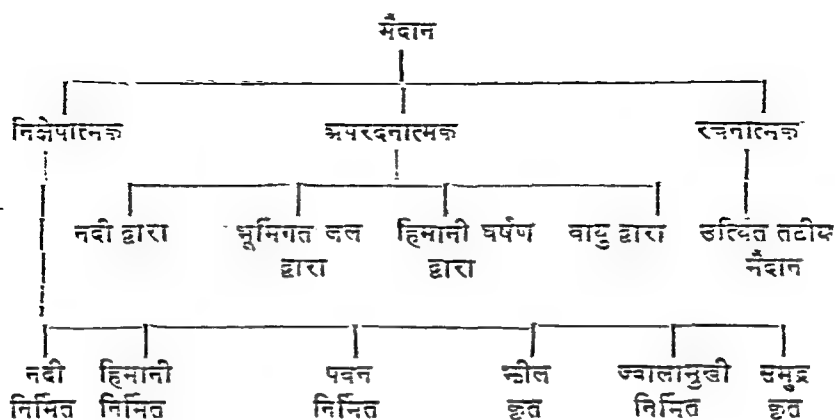 मैदान
निक्षेपात्मक अपरदनात्मक रचनात्मक
नदी द्वारा भूमिगत जल हिमानी घर्षण वायु द्वारा उत्थित तटीय
द्वारा द्वारा मैदान
नदी हिमानी पवन झील ज्वालामुखी समुद्र
निर्मित निर्मित निर्मित कृत निर्मित कृत